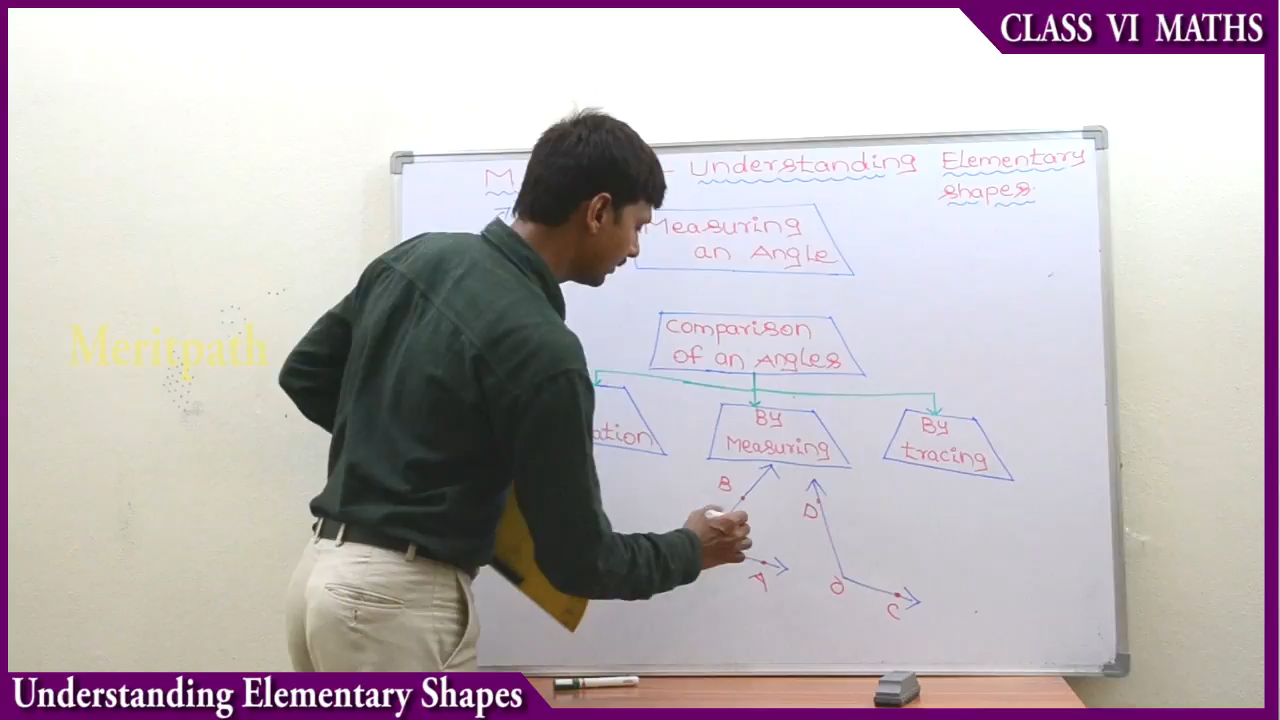 CLASS VI MATHS
M - Understanding Elementary
shapes.
Measuring
an Angle
Comparison
of an Angles
ation
By
Measuring
By
tracing
B
A
D
O
C
Meritpath
Understanding Elementary Shapes